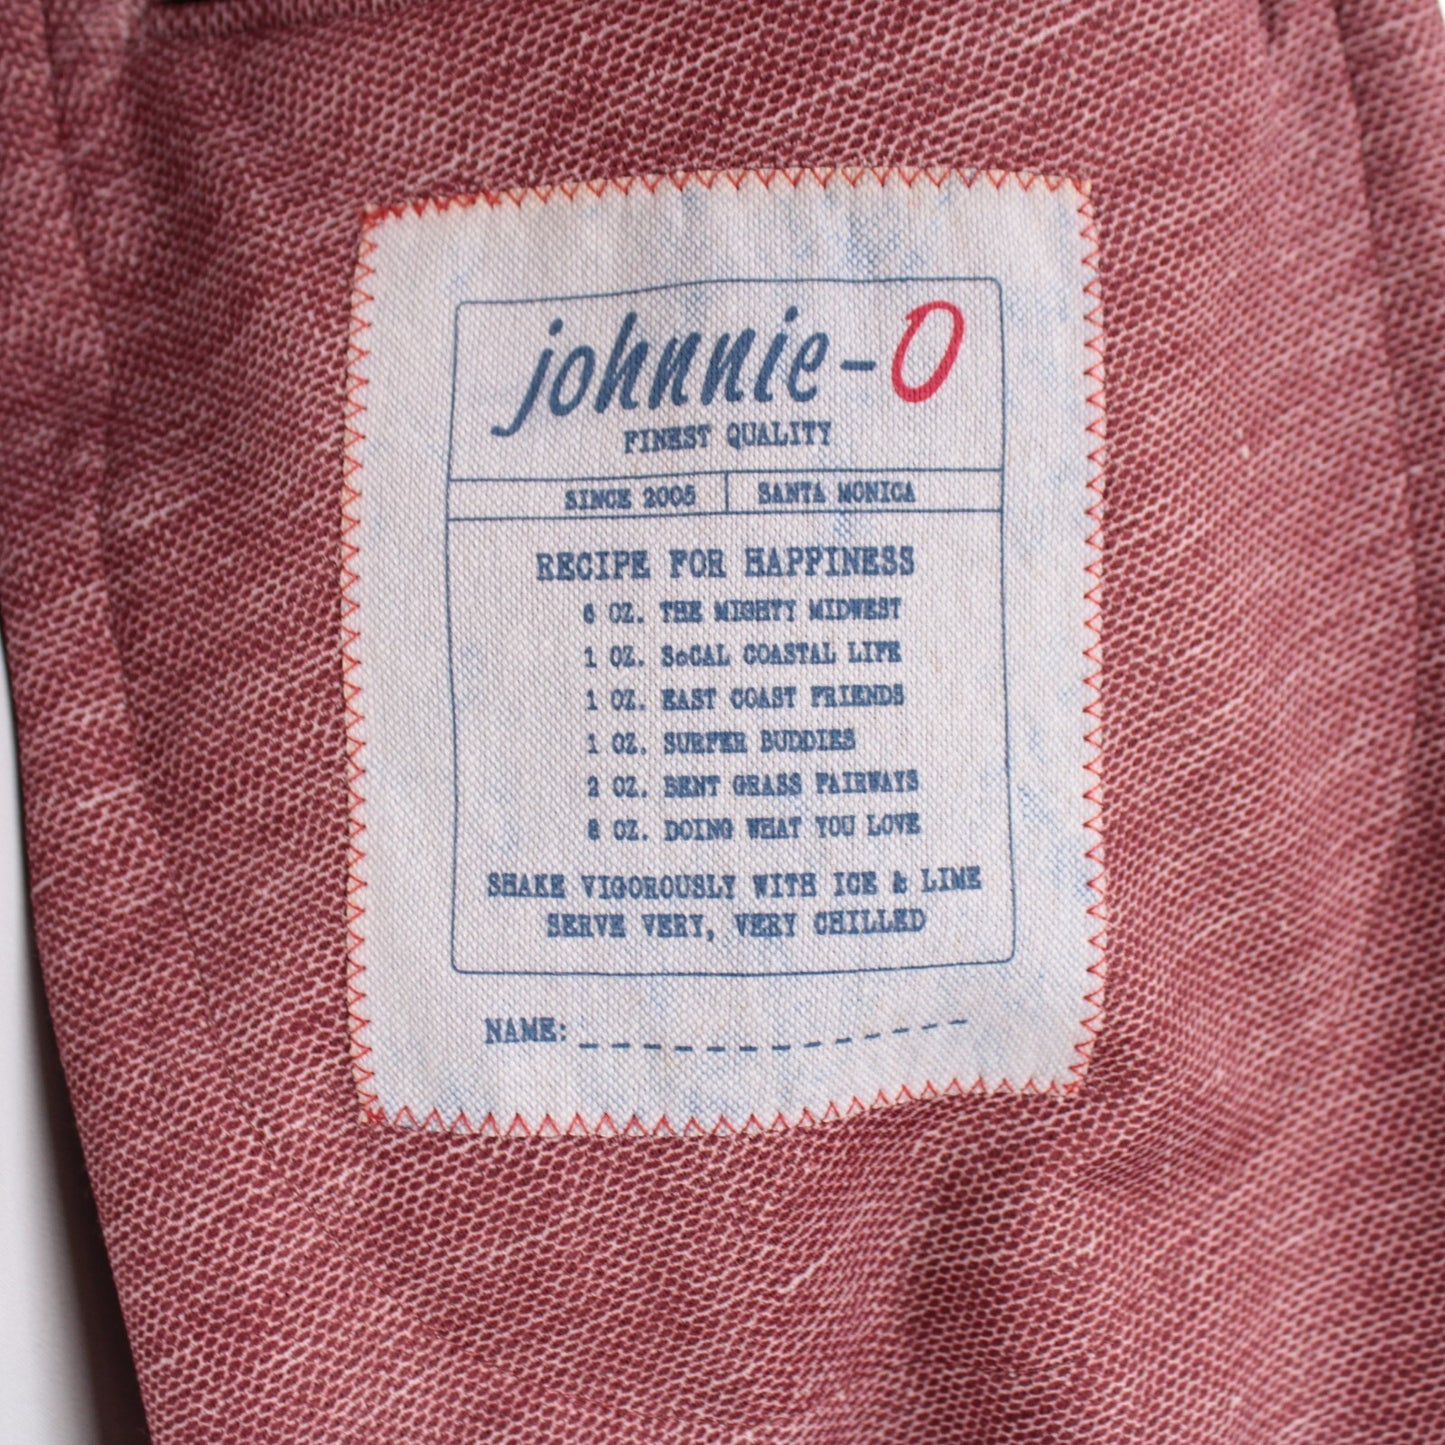 johnnie-O
FINEST QUALITY
SINCE 2005 SANTA MONICA
RECIPE FOR HAPPINESS
6 OZ. THE MIGHTY MIDWEST
1 OZ. SoCAL COASTAL LIFE
1 OZ. EAST COAST FRIENDS
1 OZ. SURFER BUDDIES
2 OZ. BENT GRASS FAIRWAYS
8 OZ. DOING WHAT YOU LOVE
SHAKE VIGOROUSLY WITH ICE & LIME
SERVE VERY, VERY CHILLED
NAME: _ _ _ _ _ _ _ _ _ _ _ _ _